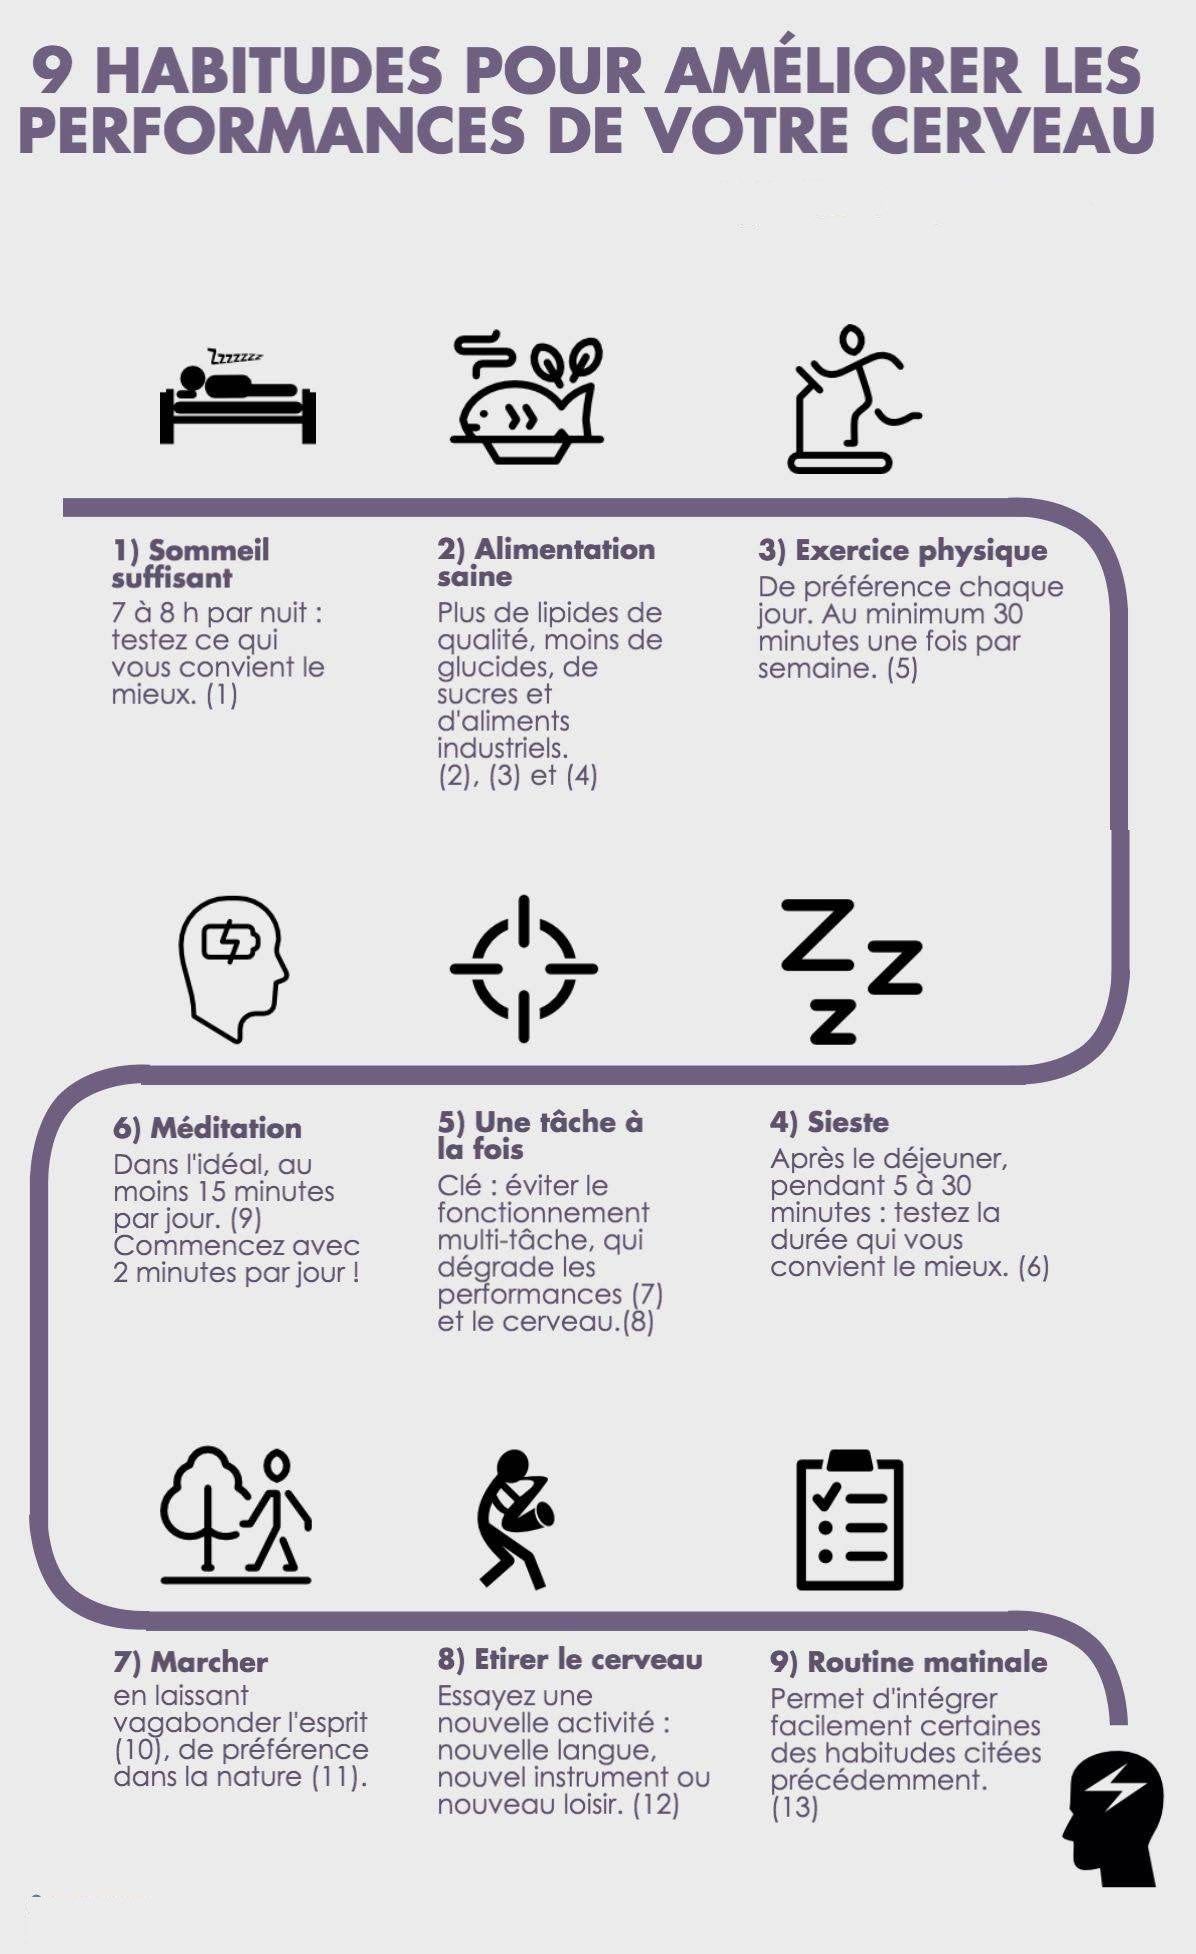 9 HABITUDES POUR AMÉLIORER LES
PERFORMANCES DE VOTRE CERVEAU
Zzzzzzz
1) Sommeil
suffisant
7 à 8 h par nuit :
testez ce qui
vous convient le
mieux. (1)
2) Alimentation
saine
Plus de lipides de
qualité, moins de
glucides, de
sucres et
d'aliments
industriels.
(2), (3) et (4)
3) Exercice physique
De préférence chaque
jour. Au minimum 30
minutes une fois par
semaine. (5)
Z z z
4) Sieste
Après le déjeuner,
pendant 5 à 30
minutes : testez la
durée qui vous
convient le mieux. (6)
5) Une tâche à
la fois
Clé : éviter le
fonctionnement
multi-tâche, qui
dégrade les
performances (7)
et le cerveau.(8)
6) Méditation
Dans l'idéal, au
moins 15 minutes
par jour. (9)
Commencez avec
2 minutes par jour !
7) Marcher
en laissant
vagabonder l'esprit
(10), de préférence
dans la nature (11).
8) Etirer le cerveau
Essayez une
nouvelle activité :
nouvelle langue,
nouvel instrument ou
nouveau loisir. (12)
9) Routine matinale
Permet d'intégrer
facilement certaines
des habitudes citées
précédemment.
(13)